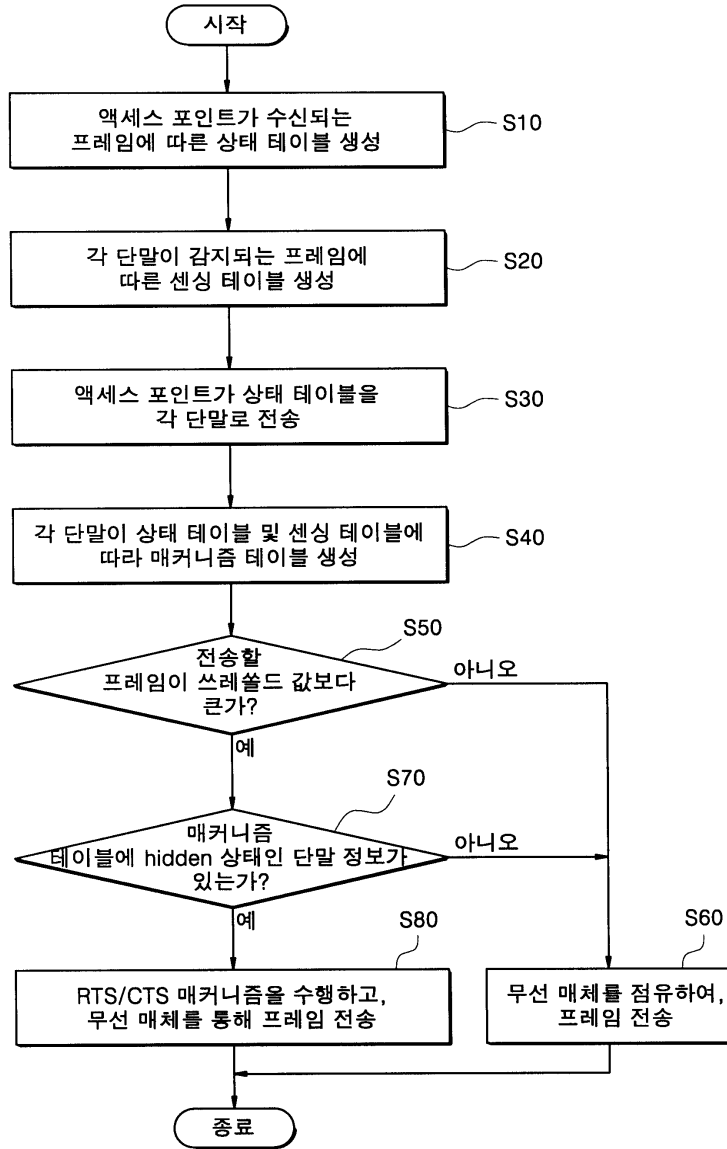 시작
액세스 포인트가 수신되는
프레임에 따른 상태 테이블 생성
S10
각 단말이 감지되는 프레임에
따른 센싱 테이블 생성
S20
액세스 포인트가 상태 테이블을
각 단말로 전송
S30
각 단말이 상태 테이블 및 센싱 테이블에
따라 매커니즘 테이블 생성
S40
S50
전송할
프레임이 쓰레쏠드 값보다
큰가?
아니오
예
S70
매커니즘
테이블에 hidden 상태인 단말 정보가
있는가?
아니오
예
S80
RTS/CTS 매커니즘을 수행하고,
무선 매체를 통해 프레임 전송
S60
무선 매체를 점유하여,
프레임 전송
종료